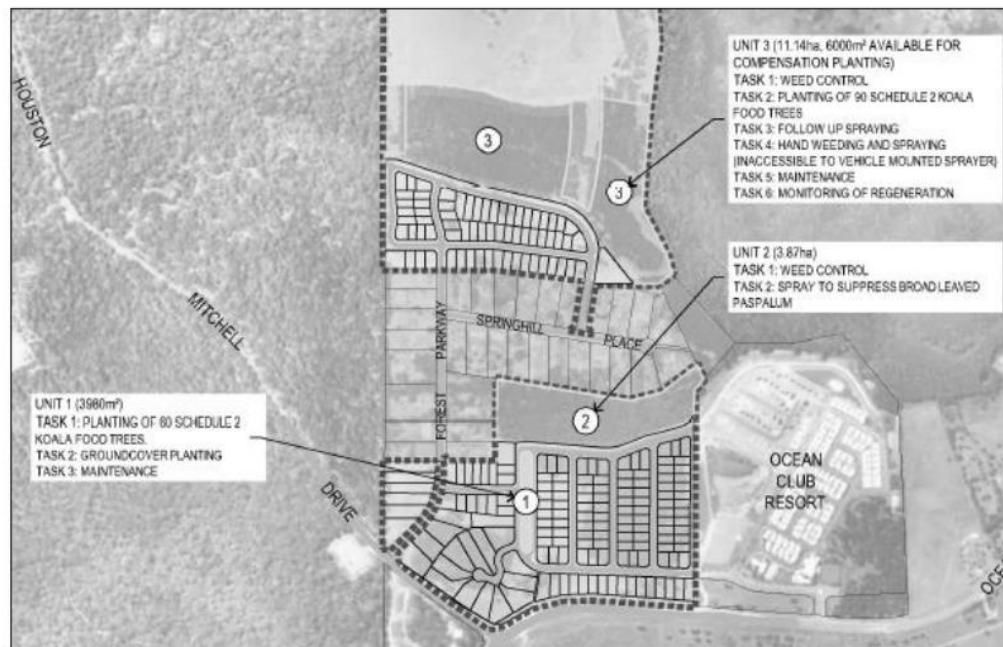 UNIT 3 (11.14ha, 6000m² AVAILABLE FOR
COMPENSATION PLANTING)
TASK 1: WEED CONTROL
TASK 2: PLANTING OF 90 SCHEDULE 2 KOALA
FOOD TREES
TASK 3: FOLLOW UP SPRAYING
TASK 4: HAND WEEDING AND SPRAYING
(INACCESSIBLE TO VEHICLE MOUNTED SPRAYER)
TASK 5: MAINTENANCE
TASK 6: MONITORING OF REGENERATION
HOUSTON
3
3
UNIT 2 (3.87ha)
TASK 1: WEED CONTROL
TASK 2: SPRAY TO SUPPRESS BROAD LEAVED
PASPALUM
MITCHELL
SPRINGHILL PLACE
FOREST PARKWAY
UNIT 1 (3980m²)
TASK 1: PLANTING OF 60 SCHEDULE 2
KOALA FOOD TREES.
TASK 2: GROUNDCOVER PLANTING
TASK 3: MAINTENANCE
2
OCEAN
CLUB
RESORT
DRIVE
1